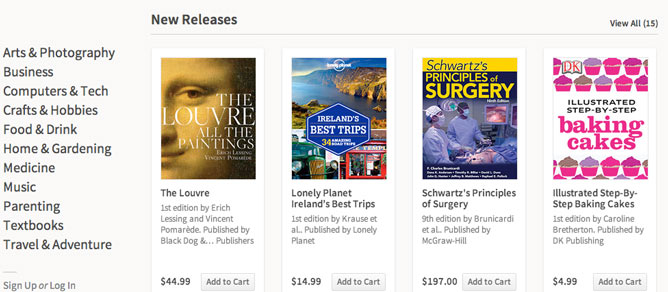 New Releases
View All (15)
Arts & Photography
Business
Computers & Tech
Crafts & Hobbies
Food & Drink
Home & Gardening
Medicine
Music
Parenting
Textbooks
Travel & Adventure
Sign Up or Log In
THE
LOUVRE
ALL THE
PAINTINGS
ERICH LESSING
VINCENT POMARÈDE
The Louvre
1st edition by Erich
Lessing and Vincent
Pomarède. Published by
Black Dog &… Publishers
$44.99
Add to Cart
lonely planet
IRELAND'S
BEST TRIPS
34 AMAZING
ROAD TRIPS
Lonely Planet
Ireland's Best Trips
1st edition by Krause et
al.. Published by Lonely
Planet
$14.99
Add to Cart
Schwartz's
PRINCIPLES of
SURGERY
Ninth Edition
F. Charles Brunicardi
Schwartz's Principles
of Surgery
9th edition by Brunicardi
et al.. Published by
McGraw-Hill
$197.00
Add to Cart
DK
ILLUSTRATED
STEP-BY-STEP
baking
cakes
Illustrated Step-By-
Step Baking Cakes
1st edition by Caroline
Bretherton. Published by
DK Publishing
$4.99
Add to Cart